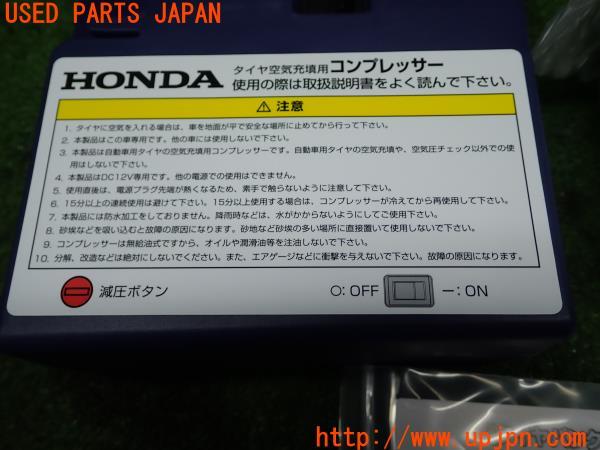 USED PARTS JAPAN
HONDA タイヤ空気充填用コンプレッサー
使用の際は取扱説明書をよく読んで下さい。
⚠ 注意
1. タイヤに空気を入れる場合は、車を地面が平で安全な場所に止めてから行って下さい。
2. 本製品はこの車専用です。他の車には使用しないで下さい。
3. 本製品は自動車用タイヤの空気充填用コンプレッサーです。自動車用タイヤの空気充填や、空気圧チェック以外での使
用はしないで下さい。
4. 本製品はDC12V専用です。他の電源での使用はできません。
5. 使用直後は、電源プラグ先端が熱くなるため、素手で触らないように注意して下さい。
6. 15分以上の連続使用は避けて下さい。15分以上使用する場合は、コンプレッサーが冷えてから再使用して下さい。
7. 本製品には防水加工をしておりません。降雨時などは、水がかからないようにしてご使用下さい。
8. 砂埃などを吸い込むと故障の原因になります。砂地など砂埃の多い場所に直接置いて使用しないで下さい。
9. コンプレッサーは無給油式ですから、オイルや潤滑油等を注油しないで下さい。
10. 分解、改造などは絶対にしないでください。また、エアゲージなどに衝撃を与えないで下さい。故障の原因になります。
減圧ボタン ○:OFF −:ON
http://www.upjpn.com/